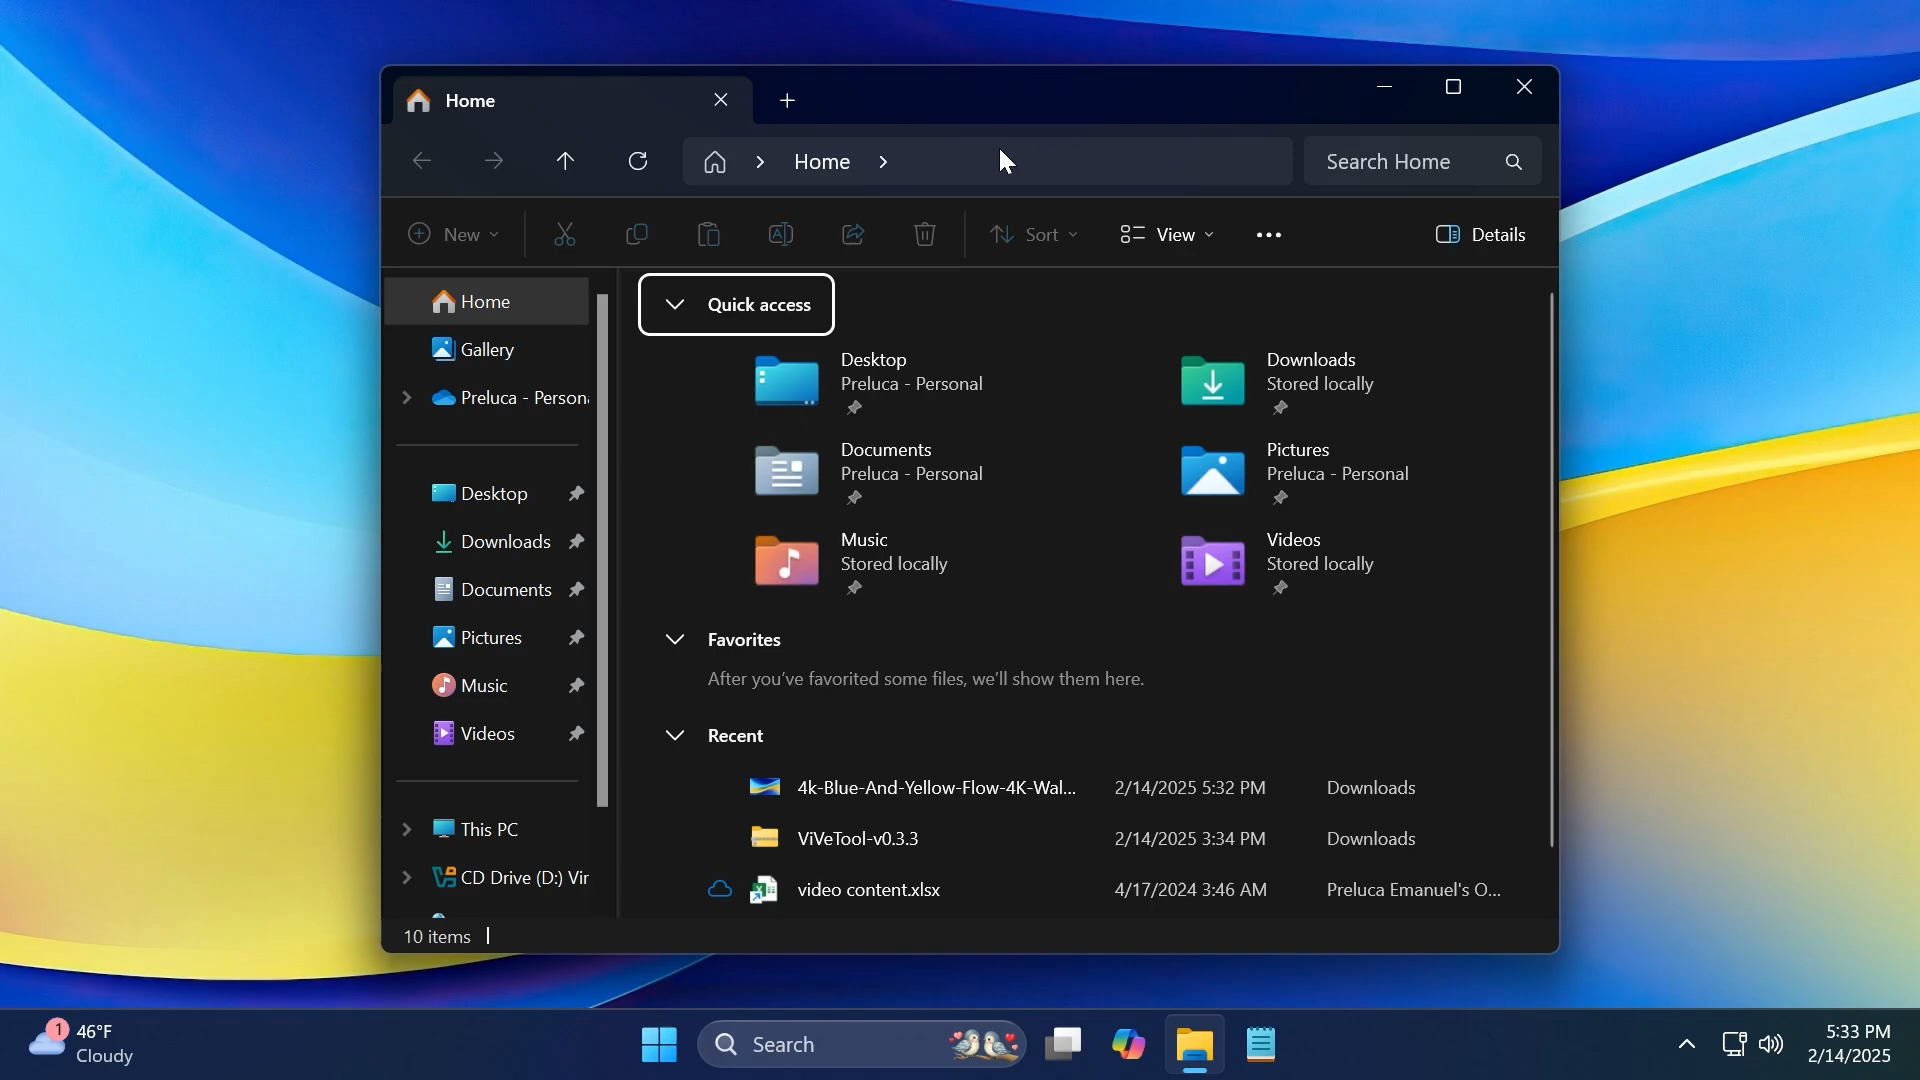 Home
Home
Search Home
New
Sort
View
Details
Home
Gallery
Preluca - Persona
Desktop
Downloads
Documents
Pictures
Music
Videos
This PC
CD Drive (D:) Vir
Quick access
Desktop
Preluca - Personal
Downloads
Stored locally
Documents
Preluca - Personal
Pictures
Preluca - Personal
Music
Stored locally
Videos
Stored locally
Favorites
After you've favorited some files, we'll show them here.
Recent
4k-Blue-And-Yellow-Flow-4K-Wal... 2/14/2025 5:32 PM Downloads
ViVeTool-v0.3.3 2/14/2025 3:34 PM Downloads
video content.xlsx 4/17/2024 3:46 AM Preluca Emanuel's O...
10 items
1
46°F
Cloudy
Search
5:33 PM
2/14/2025